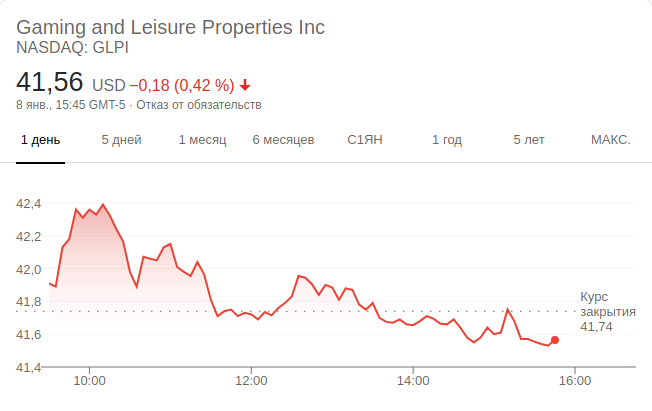 Gaming and Leisure Properties Inc
NASDAQ: GLPI
41,56 USD −0,18 (0,42 %)
8 янв., 15:45 GMT-5 · Отказ от обязательств
1 день 5 дней 1 месяц 6 месяцев С1ЯН 1 год 5 лет МАКС.
42,4
42,2
42,0
41,8
Курс
закрытия
41,74
41,6
41,4
10:00 12:00 14:00 16:00